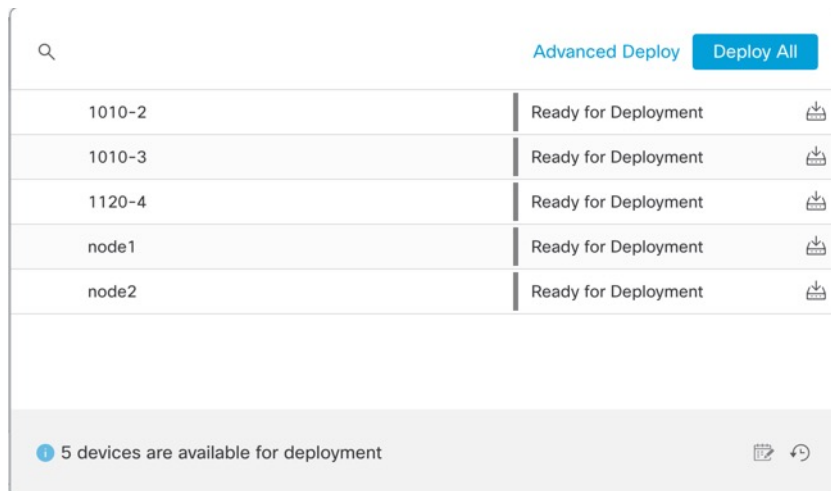 Advanced Deploy Deploy All
1010-2 Ready for Deployment
1010-3 Ready for Deployment
1120-4 Ready for Deployment
node1 Ready for Deployment
node2 Ready for Deployment
5 devices are available for deployment